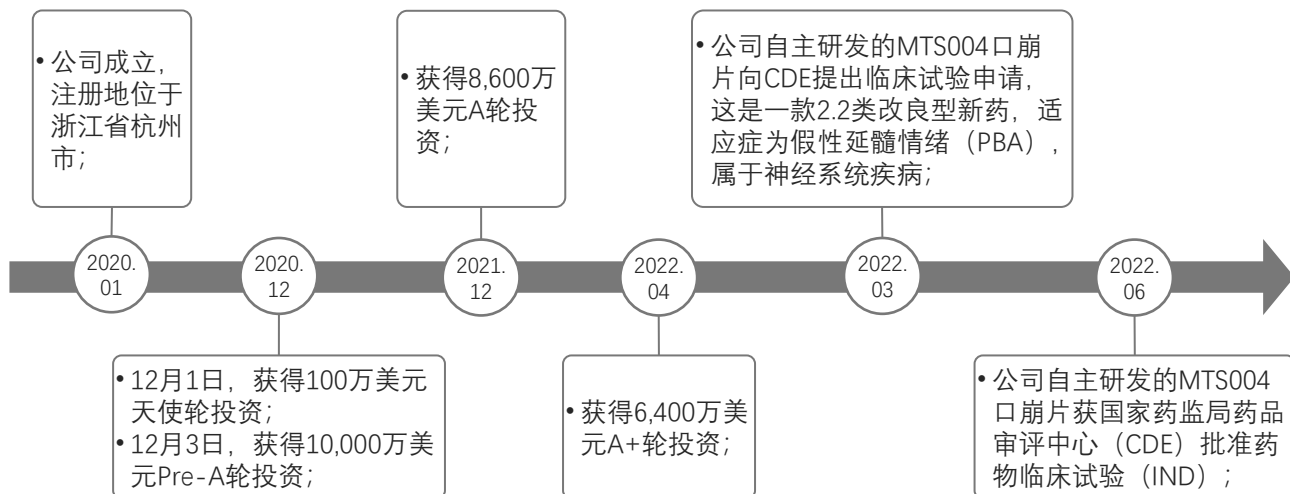 • 公司成立，
注册地位于
浙江省杭州
市；
• 获得8,600万
美元A轮投
资；
• 公司自主研发的MTS004口崩
片向CDE提出临床试验申请，
这是一款2.2类改良型新药，适
应症为假性延髓情绪（PBA），
属于神经系统疾病；
2020.
01
2020.
12
2021.
12
2022.
04
2022.
03
2022.
06
• 12月1日，获得100万美元
天使轮投资；
• 12月3日，获得10,000万美
元Pre-A轮投资；
• 获得6,400万美
元A+轮投资；
• 公司自主研发的MTS004
口崩片获国家药监局药品
审评中心（CDE）批准药
物临床试验（IND）；